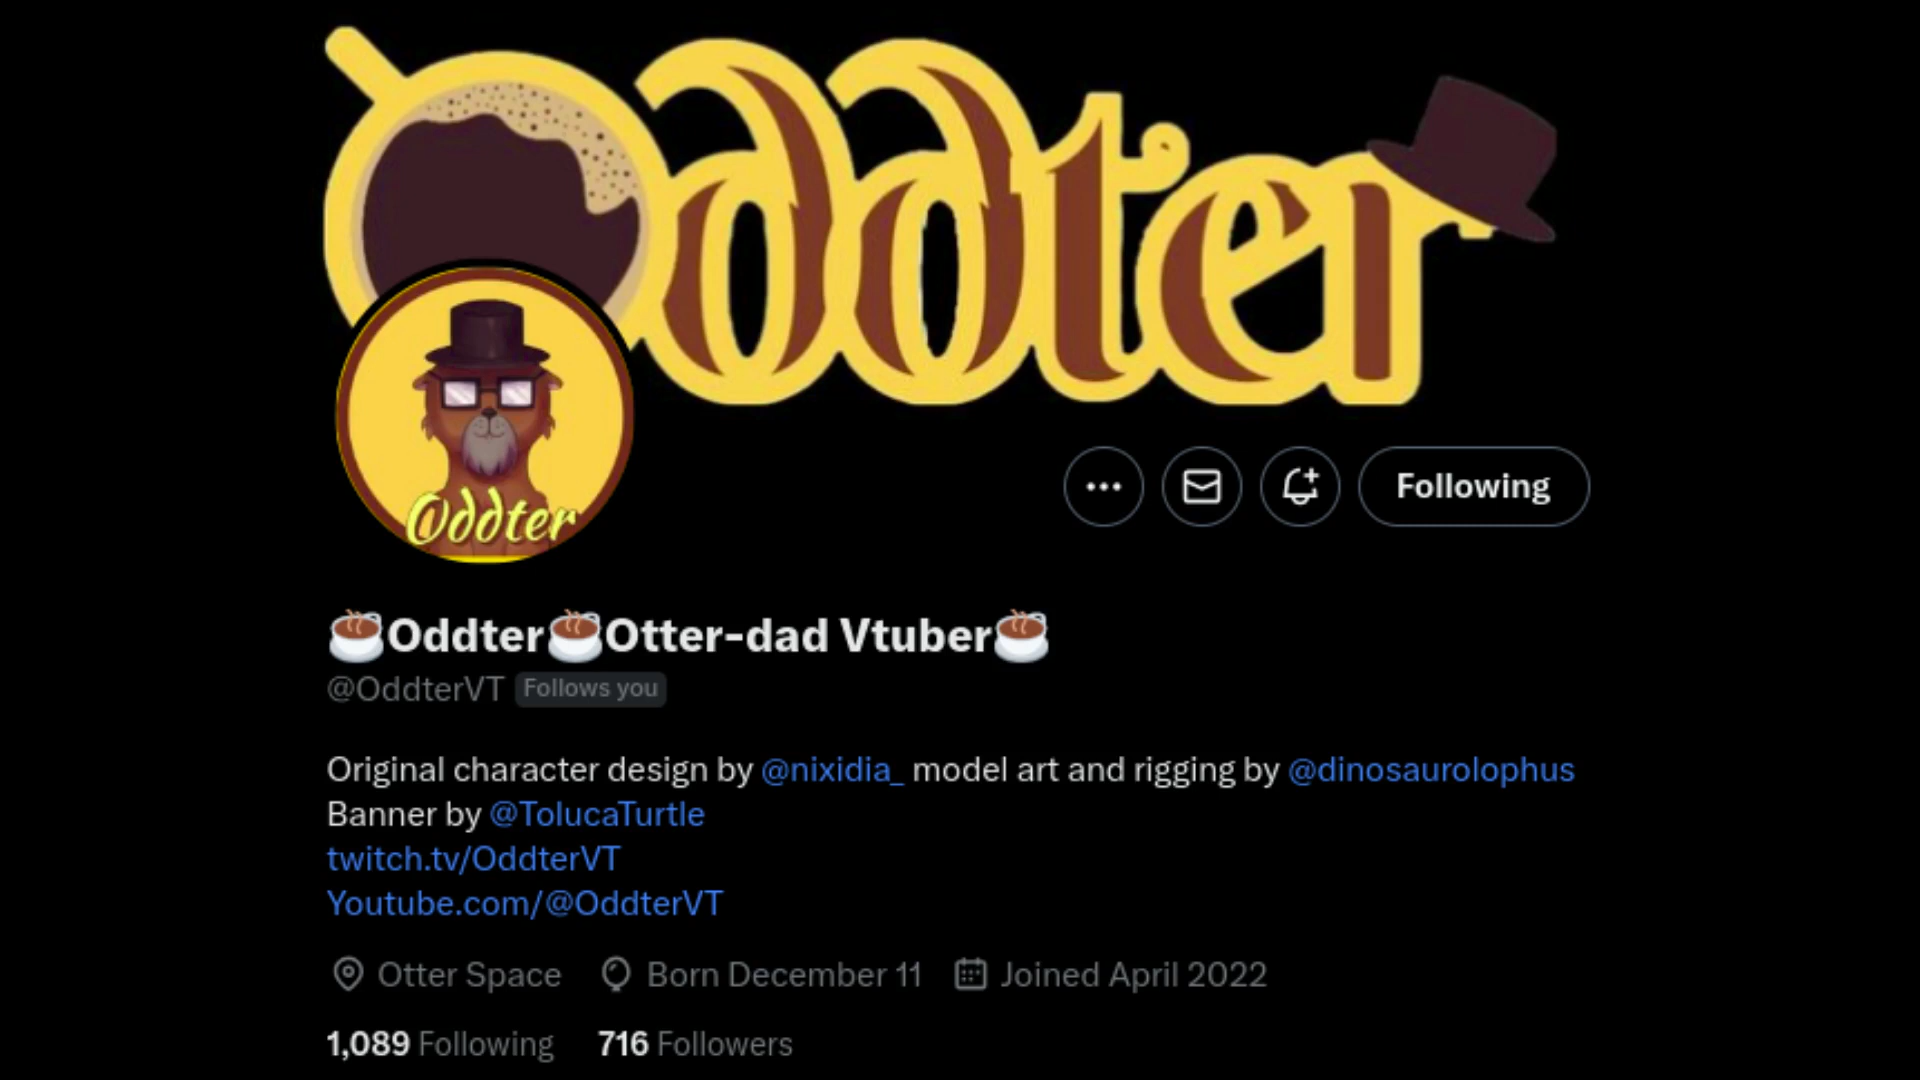 Oddter
Oddter
Following
☕Oddter☕Otter-dad Vtuber☕
@OddterVT Follows you
Original character design by @nixidia_ model art and rigging by @dinosaurolophus
Banner by @TolucaTurtle
twitch.tv/OddterVT
Youtube.com/@OddterVT
Otter Space Born December 11 Joined April 2022
1,089 Following 716 Followers